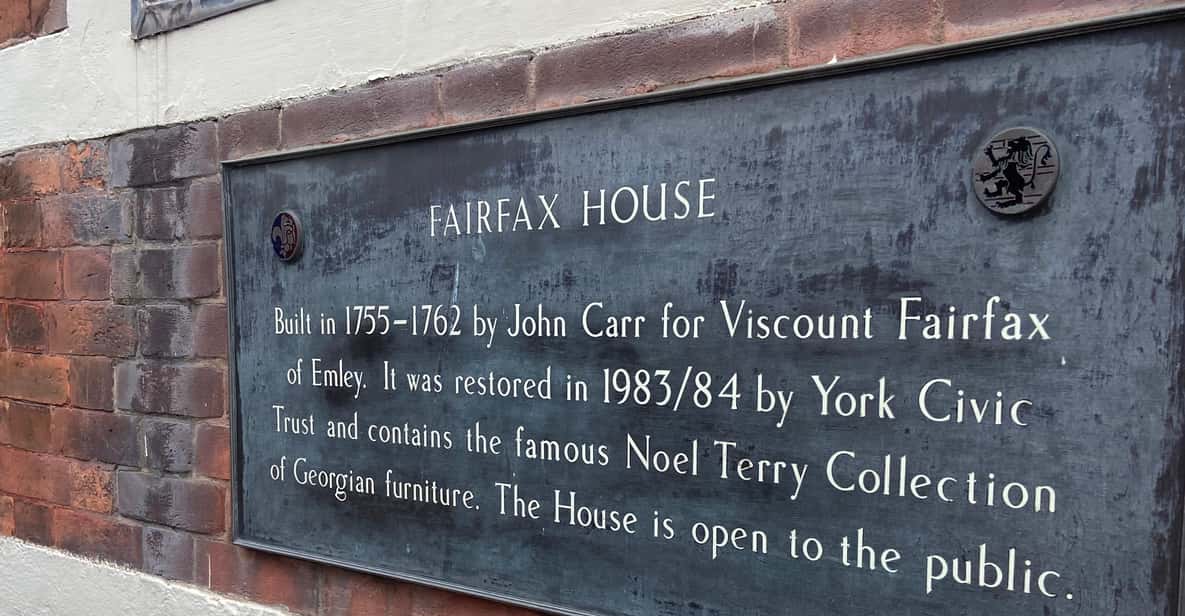 FAIRFAX HOUSE
Built in 1755-1762 by John Carr for Viscount Fairfax
of Emley. It was restored in 1983/84 by York Civic
Trust and contains the famous Noel Terry Collection
of Georgian furniture. The House is open to the public.